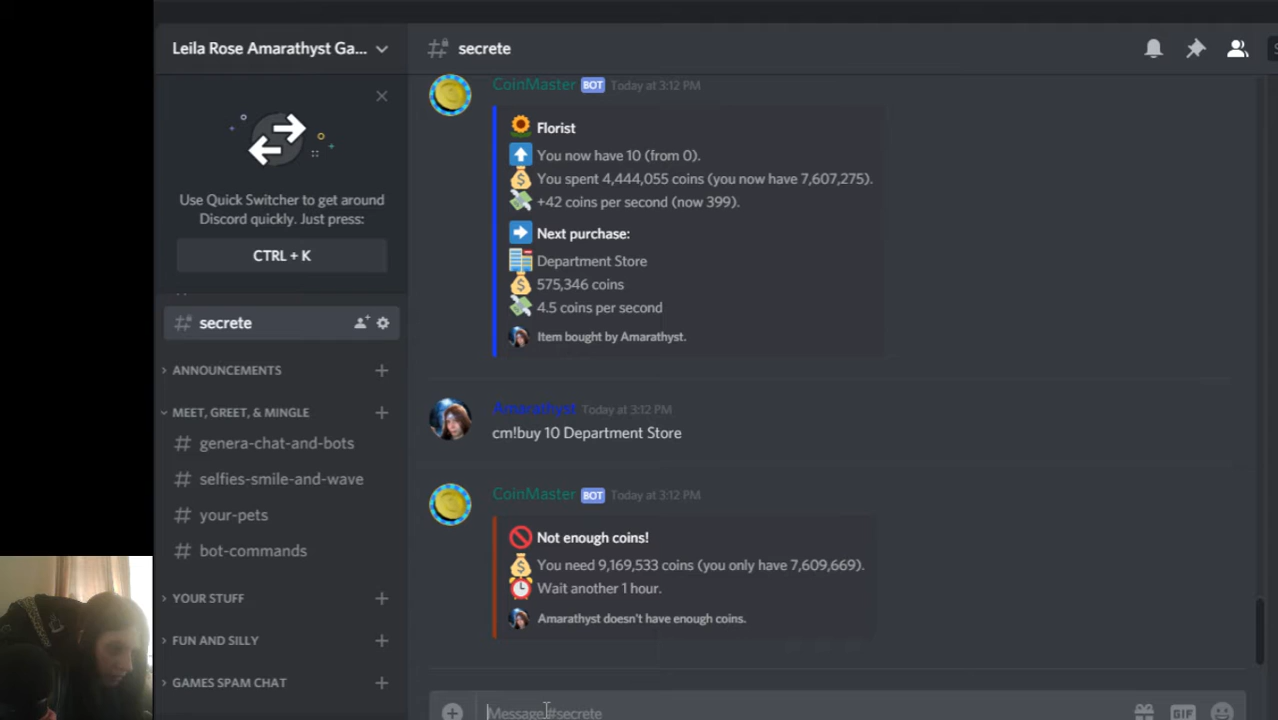 Leila Rose Amarathyst Ga...
Use Quick Switcher to get around
Discord quickly. Just press:
CTRL + K
secrete
ANNOUNCEMENTS
MEET, GREET, & MINGLE
genera-chat-and-bots
selfies-smile-and-wave
your-pets
bot-commands
YOUR STUFF
FUN AND SILLY
GAMES SPAM CHAT
secrete
CoinMaster BOT Today at 3:12 PM
Florist
You now have 10 (from 0).
You spent 4,444,055 coins (you now have 7,607,275).
+42 coins per second (now 399).
Next purchase:
Department Store
575,346 coins
4.5 coins per second
Item bought by Amarathyst.
Amarathyst Today at 3:12 PM
cm!buy 10 Department Store
CoinMaster BOT Today at 3:12 PM
Not enough coins!
You need 9,169,533 coins (you only have 7,609,669).
Wait another 1 hour.
Amarathyst doesn't have enough coins.
Message #secrete
GIF